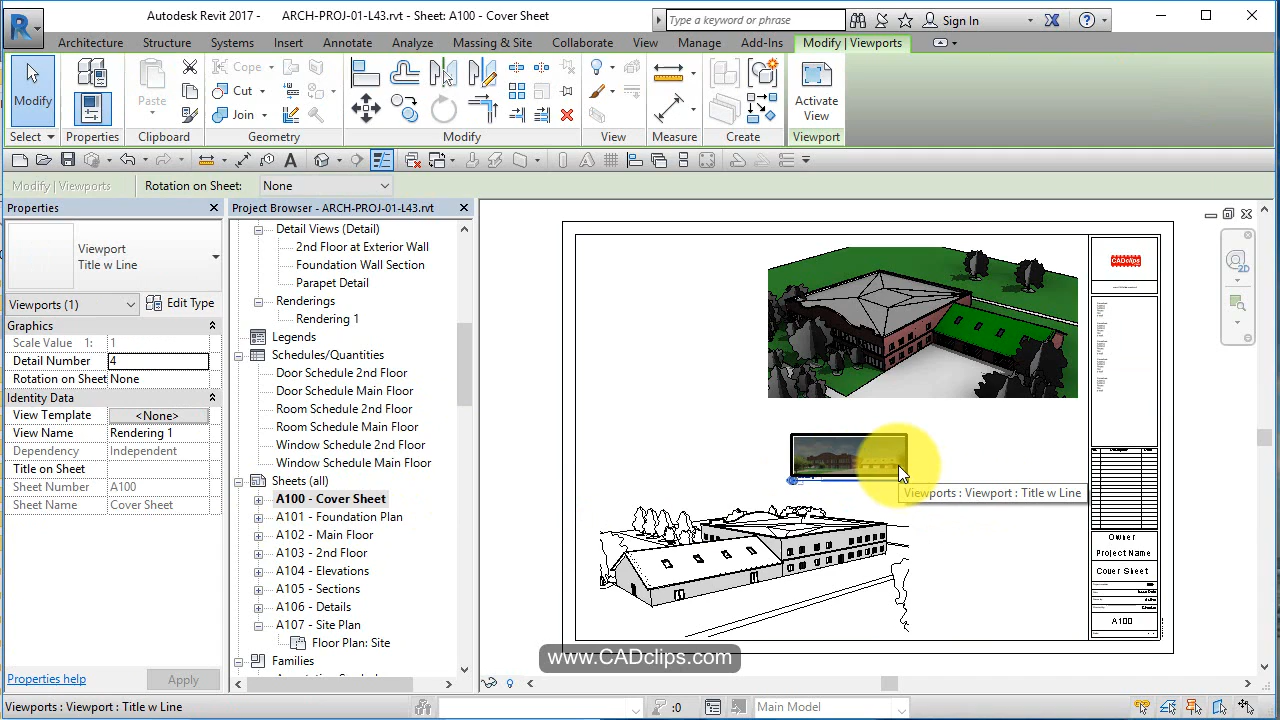 Autodesk Revit 2017 - ARCH-PROJ-01-L43.rvt - Sheet: A100 - Cover Sheet
Type a keyword or phrase
Sign In
Architecture Structure Systems Insert Annotate Analyze Massing & Site Collaborate View Manage Add-Ins Modify | Viewports
Modify
Paste
Cope
Cut
Join
Activate
View
Select Properties Clipboard Geometry Modify View Measure Create Viewport
Modify | Viewports Rotation on Sheet: None
Properties
Viewport
Title w Line
Viewports (1) Edit Type
Graphics
Scale Value 1: 1
Detail Number 4
Rotation on Sheet None
Identity Data
View Template <None>
View Name Rendering 1
Dependency Independent
Title on Sheet
Sheet Number A100
Sheet Name Cover Sheet
Properties help Apply
Project Browser - ARCH-PROJ-01-L43.rvt
Detail Views (Detail)
2nd Floor at Exterior Wall
Foundation Wall Section
Parapet Detail
Renderings
Rendering 1
Legends
Schedules/Quantities
Door Schedule 2nd Floor
Door Schedule Main Floor
Room Schedule 2nd Floor
Room Schedule Main Floor
Window Schedule 2nd Floor
Window Schedule Main Floor
Sheets (all)
A100 - Cover Sheet
A101 - Foundation Plan
A102 - Main Floor
A103 - 2nd Floor
A104 - Elevations
A105 - Sections
A106 - Details
A107 - Site Plan
Floor Plan: Site
Families
2D
CADclips
Viewports : Viewport : Title w Line
Owner
Project Name
Cover Sheet
A100
www.CADclips.com
Viewports : Viewport : Title w Line
:0
Main Model